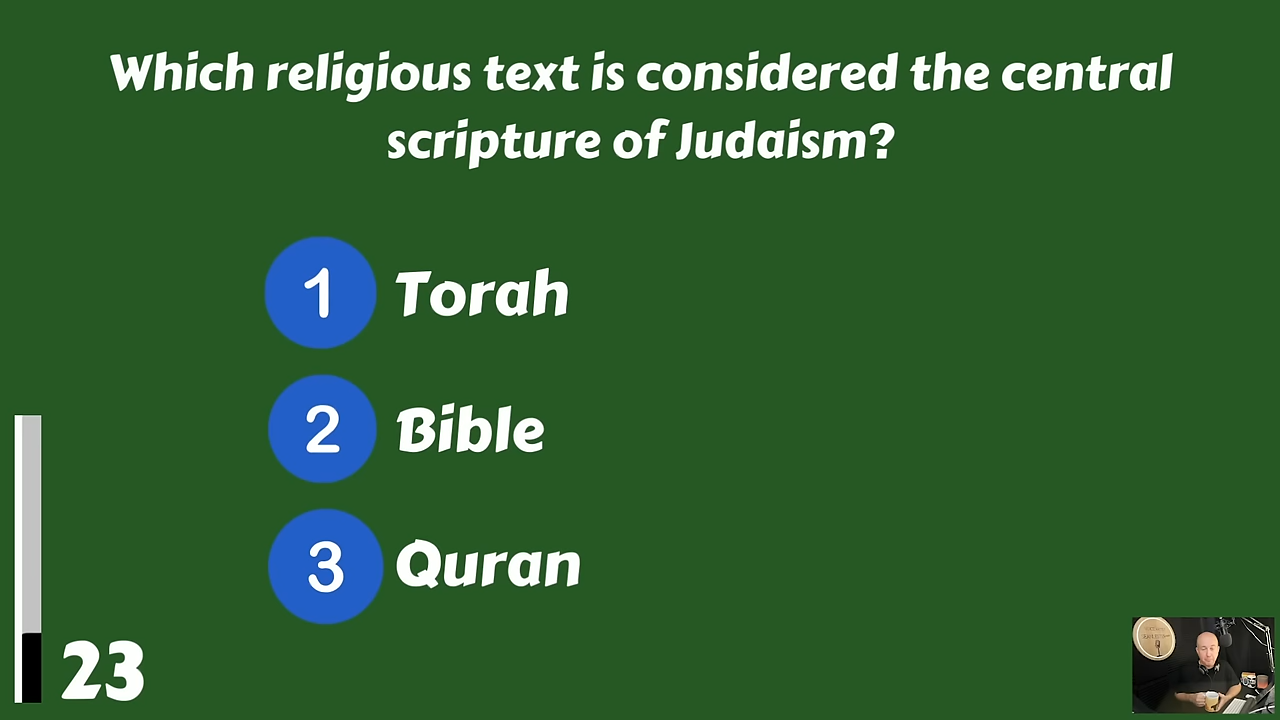 Which religious text is considered the central
scripture of Judaism?
1 Torah
2 Bible
3 Quran
23